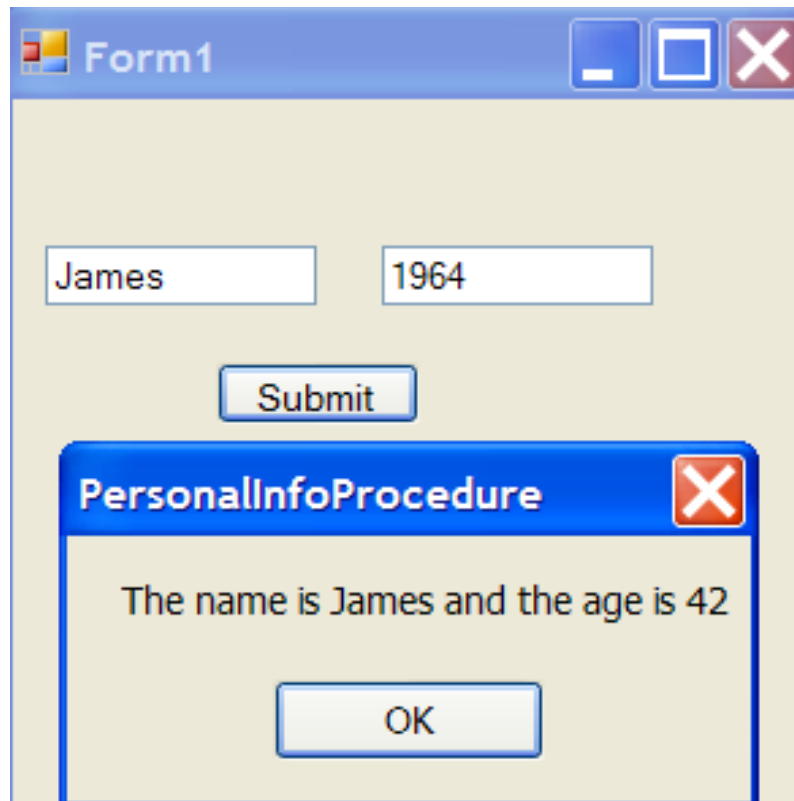 Form1
James 1964
Submit
PersonalInfoProcedure
The name is James and the age is 42
OK